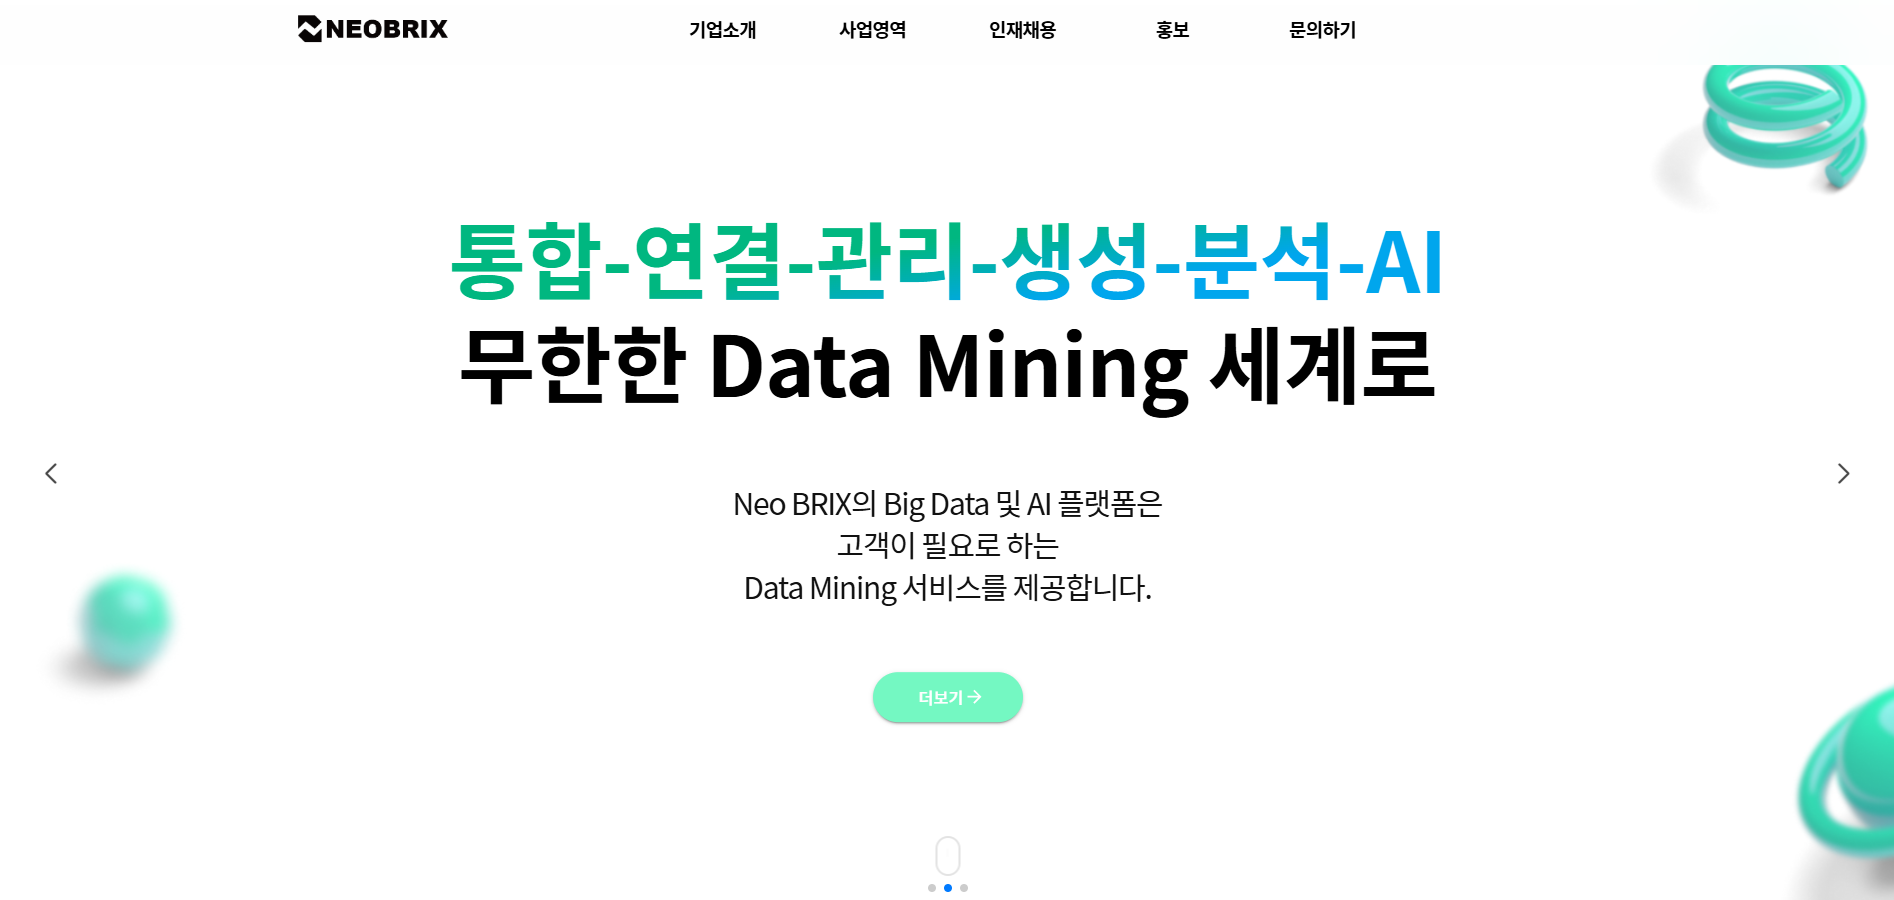 NEOBRIX
기업소개
사업영역
인재채용
홍보
문의하기
통합-연결-관리-생성-분석-AI
무한한 Data Mining 세계로
Neo BRIX의 Big Data 및 AI 플랫폼은
고객이 필요로 하는
Data Mining 서비스를 제공합니다.
더보기